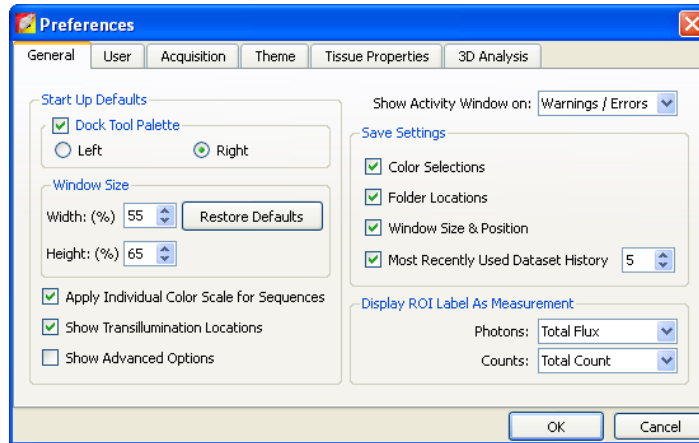 Preferences
General User Acquisition Theme Tissue Properties 3D Analysis
Start Up Defaults
Dock Tool Palette
Left Right
Window Size
Width: (%) 55 Restore Defaults
Height: (%) 65
Apply Individual Color Scale for Sequences
Show Transillumination Locations
Show Advanced Options
Show Activity Window on: Warnings / Errors
Save Settings
Color Selections
Folder Locations
Window Size & Position
Most Recently Used Dataset History 5
Display ROI Label As Measurement
Photons: Total Flux
Counts: Total Count
OK Cancel